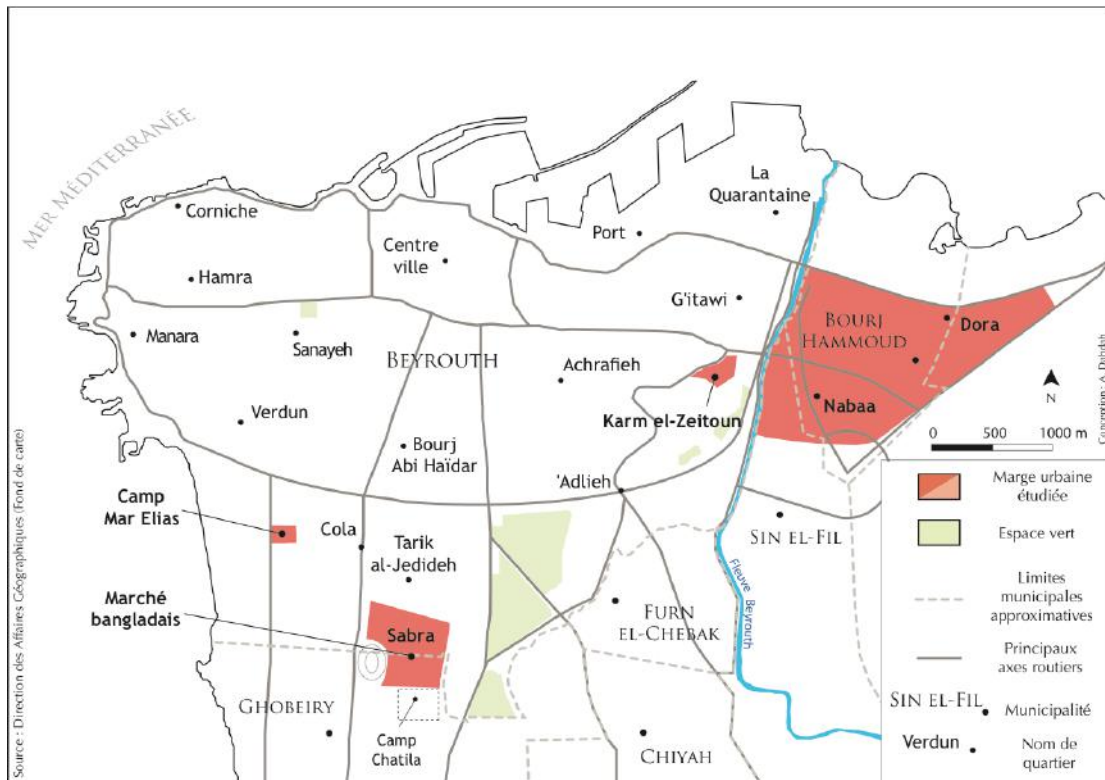 MER MÉDITERRANÉE
Corniche
Hamra
Manara
Sanayeh
Verdun
Centre
ville
BEYROUTH
Bourj
Abi Haïdar
Port
La
Quarantaine
G'itawi
Achrafieh
Karm el-Zeitoun
'Adlieh
BOURJ
HAMMOUD
Dora
Nabaa
Camp
Mar Elias
Cola
Tarik
al-Jedideh
Marché
bangladais
Sabra
GHOBEIRY
Camp
Chatila
FURN
EL-CHEBAK
CHIYAH
SIN EL-FIL
Fleuve Beyrouth
N
0 500 1000 m
Marge urbaine
étudiée
Espace vert
Limites
municipales
approximatives
Principaux
axes routiers
SIN EL-FIL
Municipalité
Verdun
Nom de
quartier
Source : Direction des Affaires Géographiques (Fond de carte)
Conception : A. Dahdah